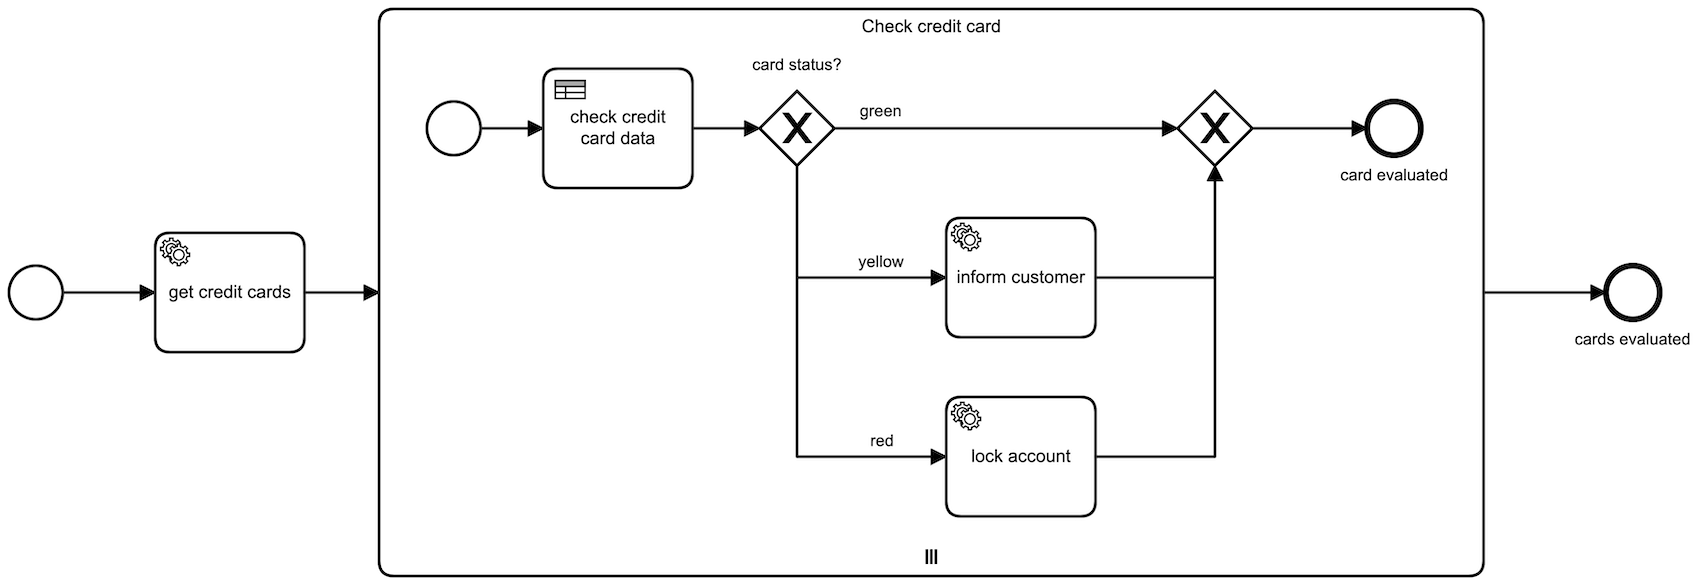 Check credit card
card status?
check credit
card data
green
card evaluated
get credit cards
yellow
inform customer
cards evaluated
red
lock account